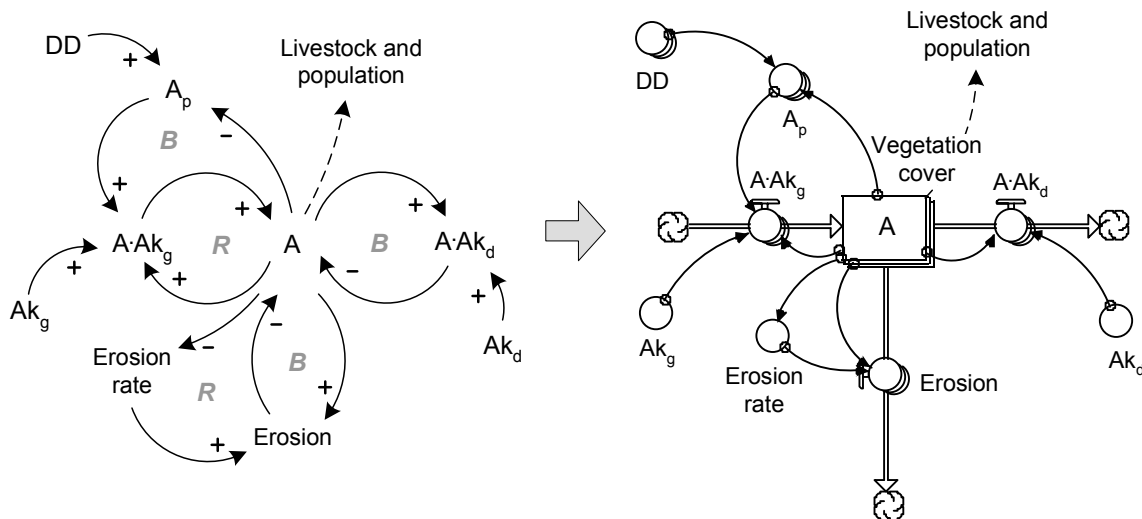 DD
+
Livestock and
population
A_p
B
-
+
+
+
A·Ak_g
R
A
B
A·Ak_d
+
+
-
+
Ak_g
-
-
Ak_d
Erosion
rate
-
B
R
+
+
Erosion
DD
Livestock and
population
A_p
Vegetation
cover
A·Ak_g
A·Ak_d
A
Ak_g
Erosion
rate
Erosion
Ak_d